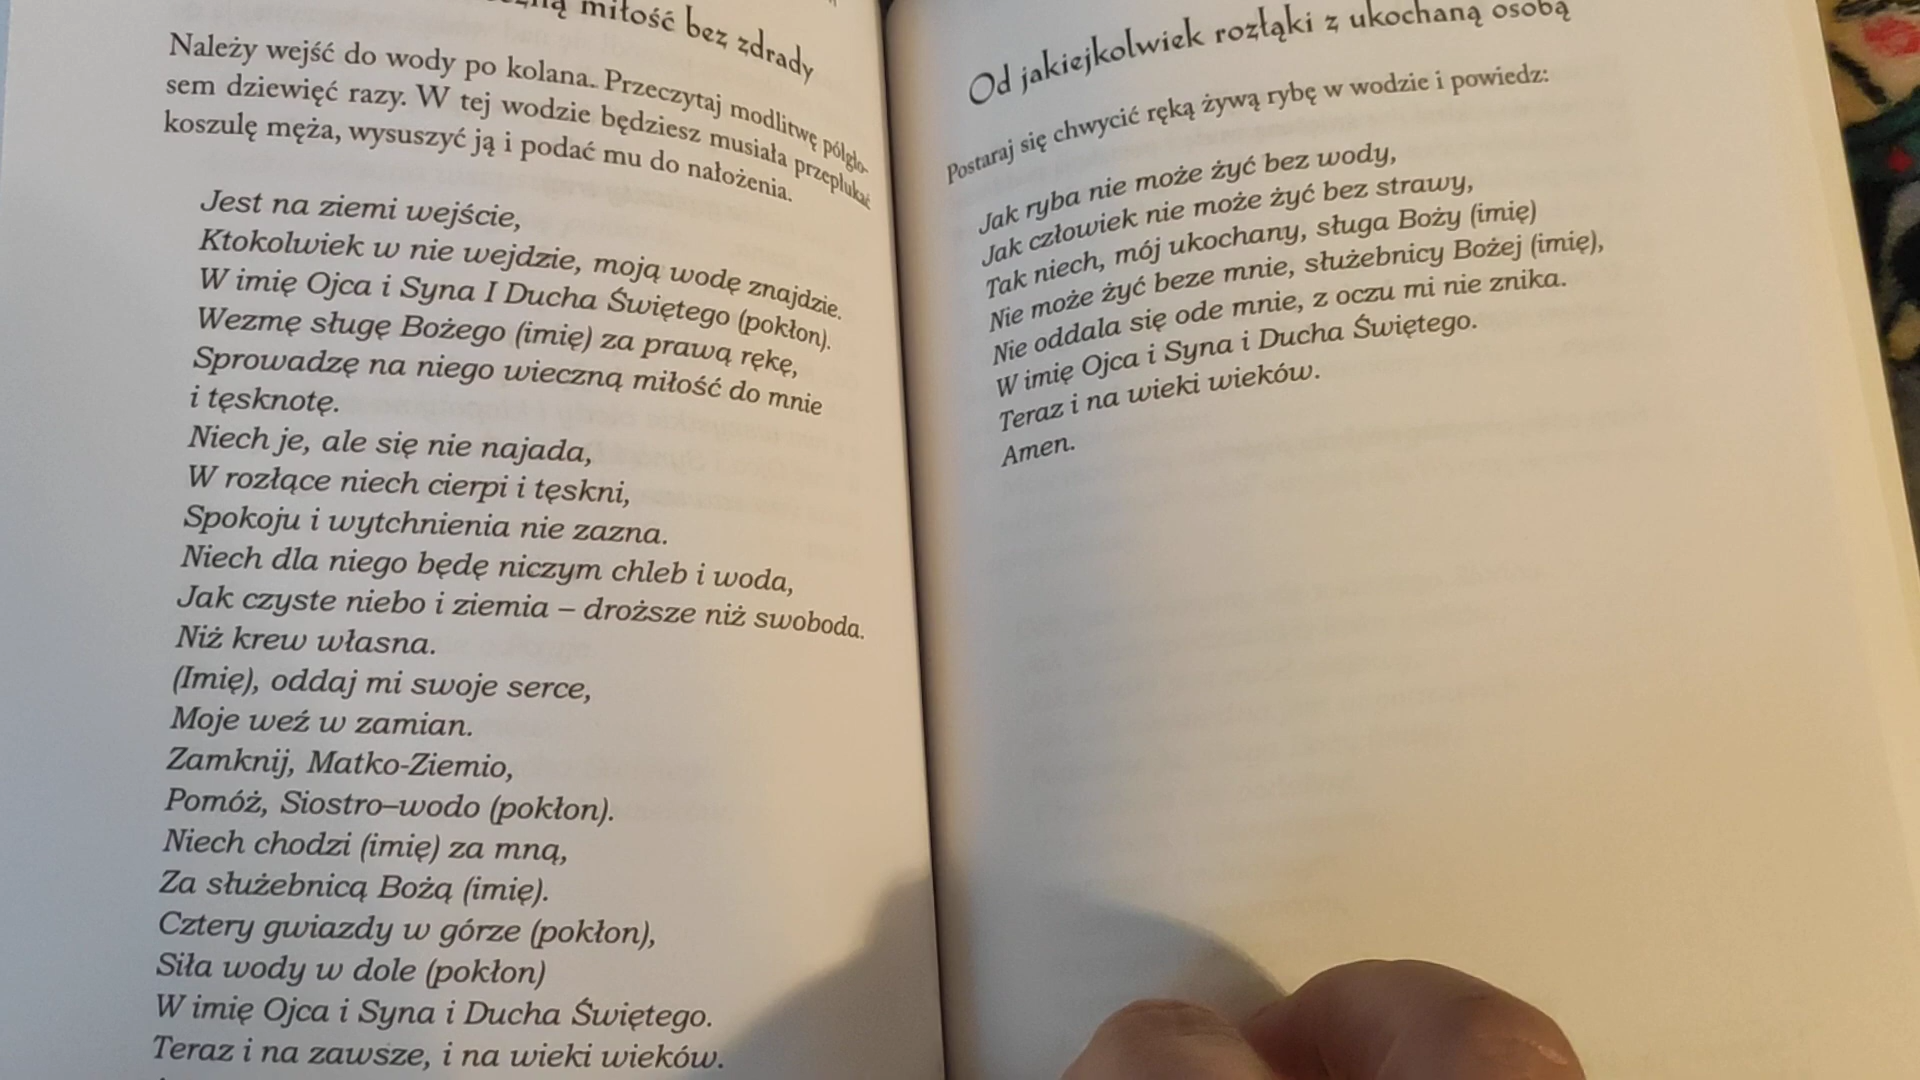 miłość bez zdrady
Należy wejść do wody po kolana. Przeczytaj modlitwę półgło-
sem dziewięć razy. W tej wodzie będziesz musiała przepłukać
koszulę męża, wysuszyć ją i podać mu do nałożenia.
Jest na ziemi wejście,
Ktokolwiek w nie wejdzie, moją wodę znajdzie.
W imię Ojca i Syna I Ducha Świętego (pokłon).
Wezmę sługę Bożego (imię) za prawą rękę,
Sprowadzę na niego wieczną miłość do mnie
i tęsknotę.
Niech je, ale się nie najada,
W rozłące niech cierpi i tęskni,
Spokoju i wytchnienia nie zazna.
Niech dla niego będę niczym chleb i woda,
Jak czyste niebo i ziemia – droższe niż swoboda.
Niż krew własna.
(Imię), oddaj mi swoje serce,
Moje weź w zamian.
Zamknij, Matko-Ziemio,
Pomóż, Siostro–wodo (pokłon).
Niech chodzi (imię) za mną,
Za służebnicą Bożą (imię).
Cztery gwiazdy w górze (pokłon),
Siła wody w dole (pokłon)
W imię Ojca i Syna i Ducha Świętego.
Teraz i na zawsze, i na wieki wieków.
Od jakiejkolwiek rozłąki z ukochaną osobą
Postaraj się chwycić ręką żywą rybę w wodzie i powiedz:
Jak ryba nie może żyć bez wody,
Jak człowiek nie może żyć bez strawy,
Tak niech, mój ukochany, sługa Boży (imię)
Nie może żyć beze mnie, służebnicy Bożej (imię),
Nie oddala się ode mnie, z oczu mi nie znika.
W imię Ojca i Syna i Ducha Świętego.
Teraz i na wieki wieków.
Amen.